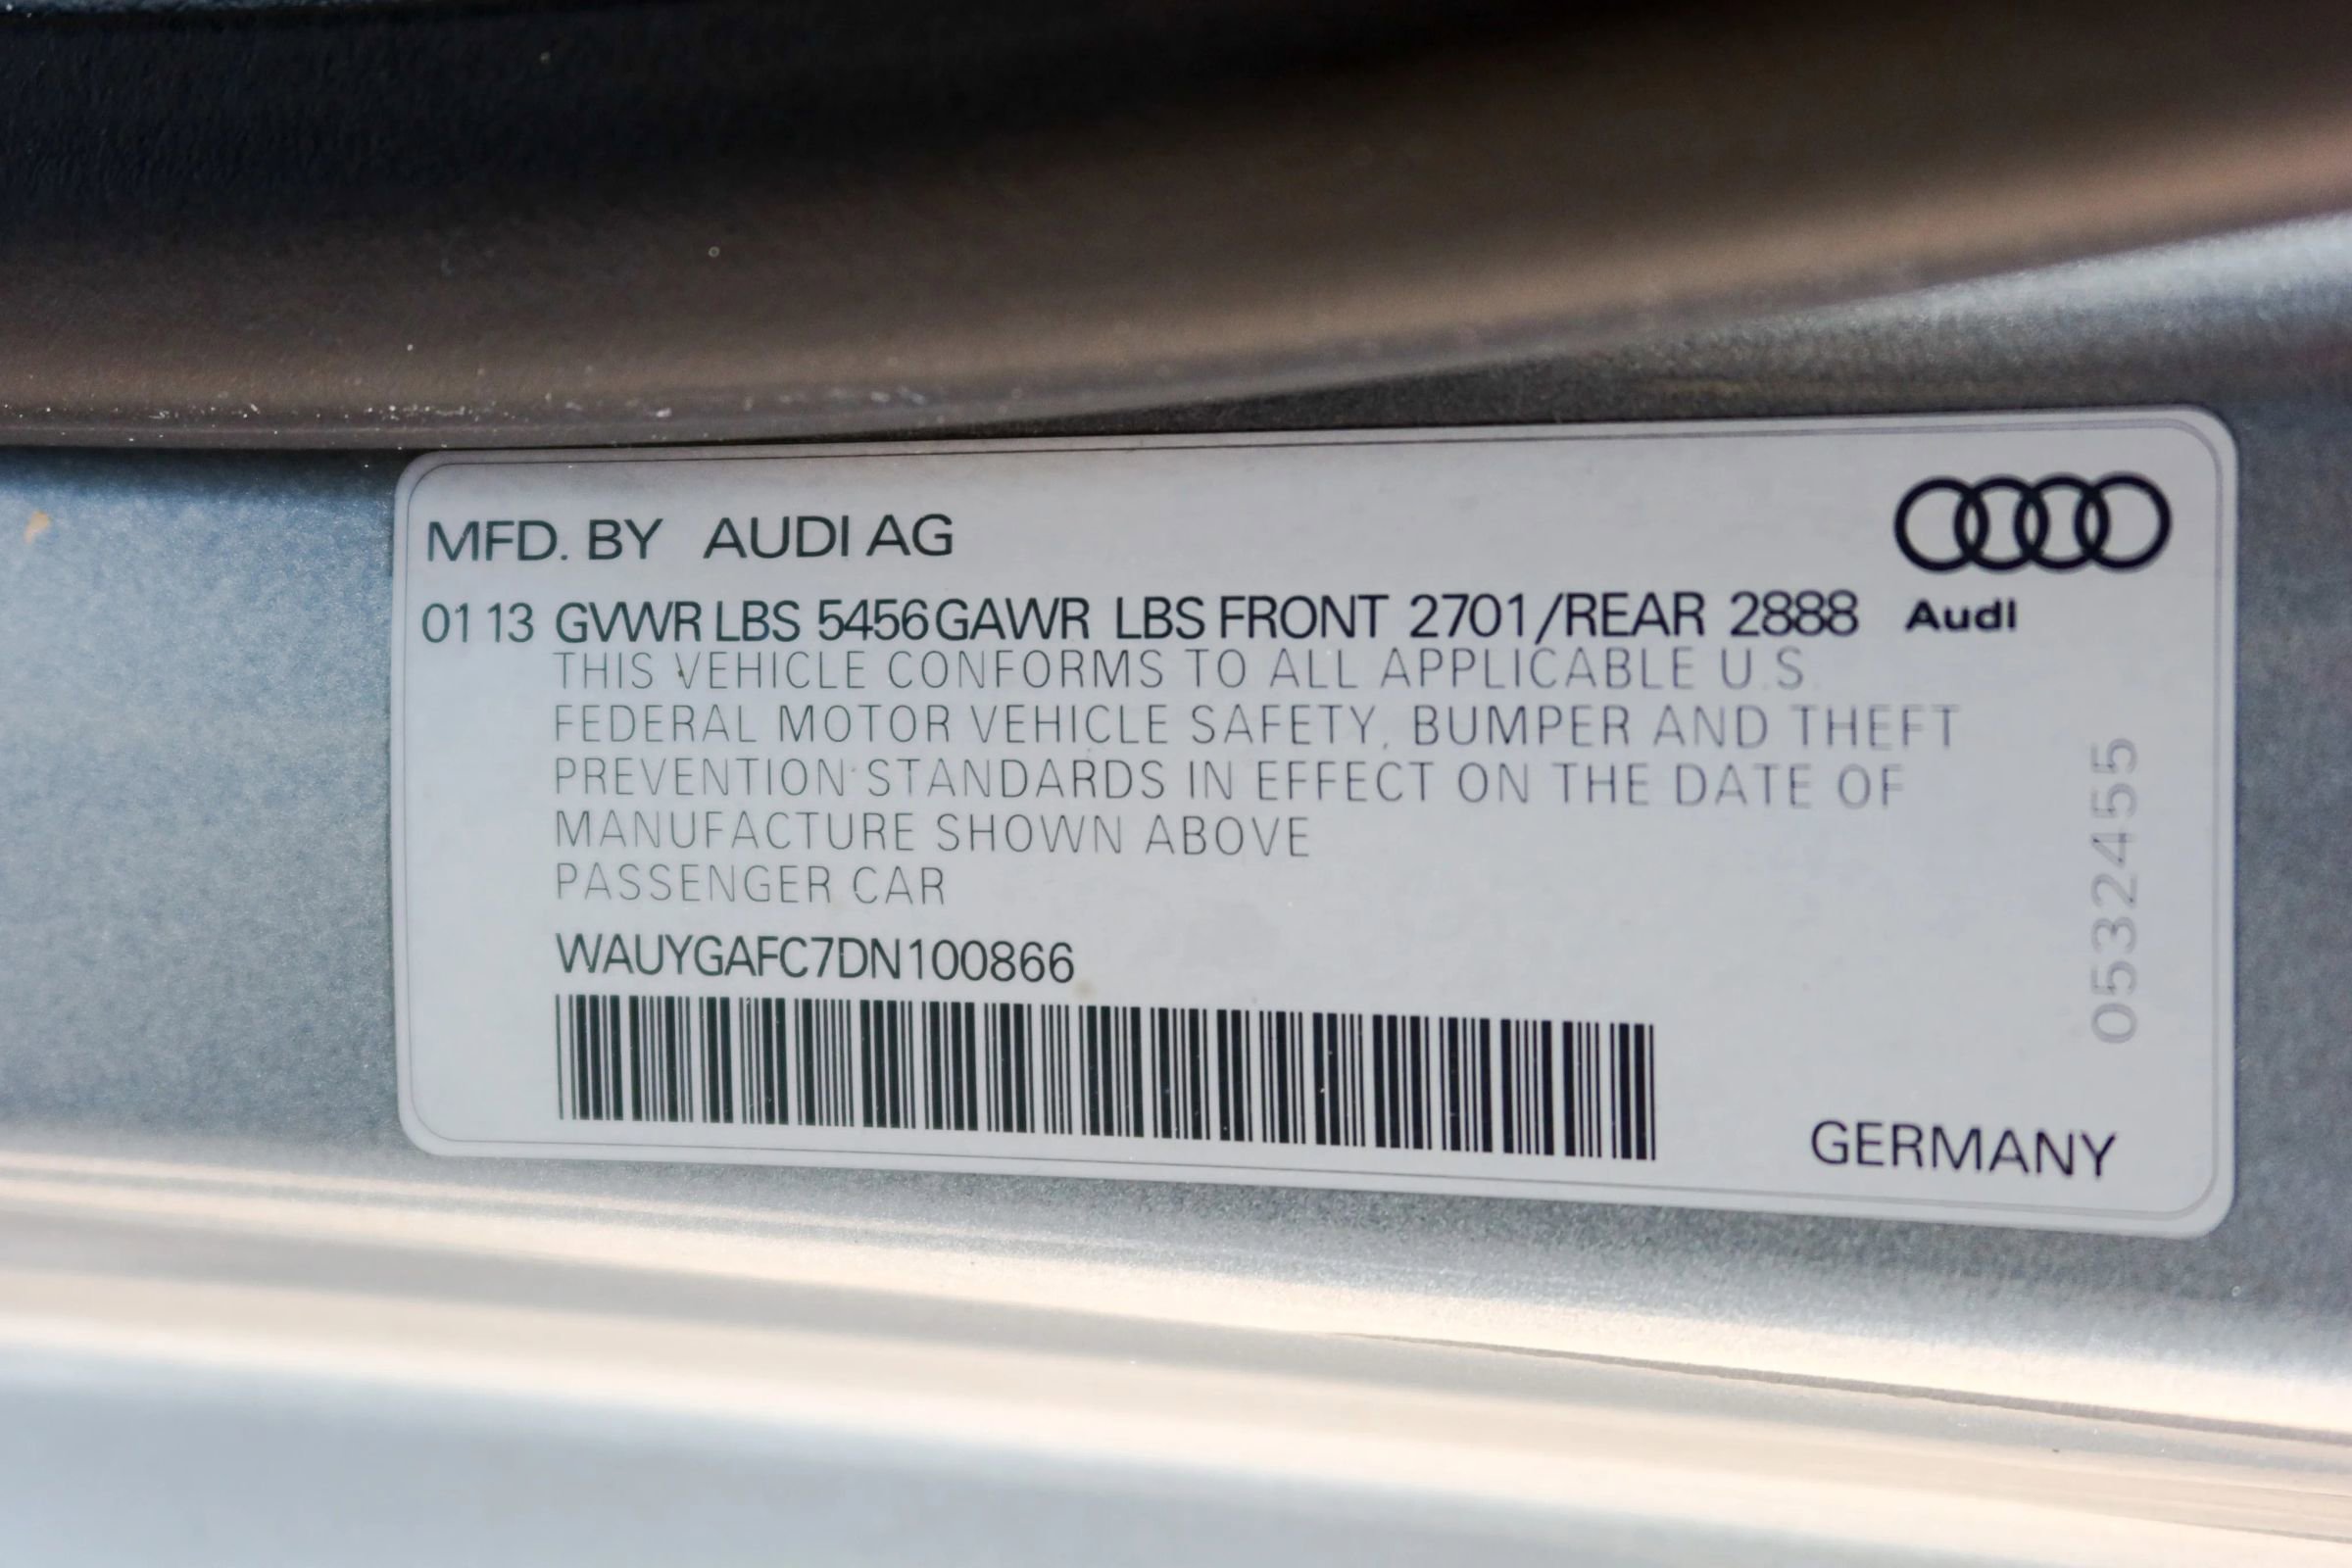 MFD. BY AUDI AG
01 13 GVWR LBS 5456 GAWR LBS FRONT 2701/REAR 2888
Audi
THIS VEHICLE CONFORMS TO ALL APPLICABLE U.S.
FEDERAL MOTOR VEHICLE SAFETY, BUMPER AND THEFT
PREVENTION STANDARDS IN EFFECT ON THE DATE OF
MANUFACTURE SHOWN ABOVE
PASSENGER CAR
WAUYGAFC7DN100866
0532455
GERMANY